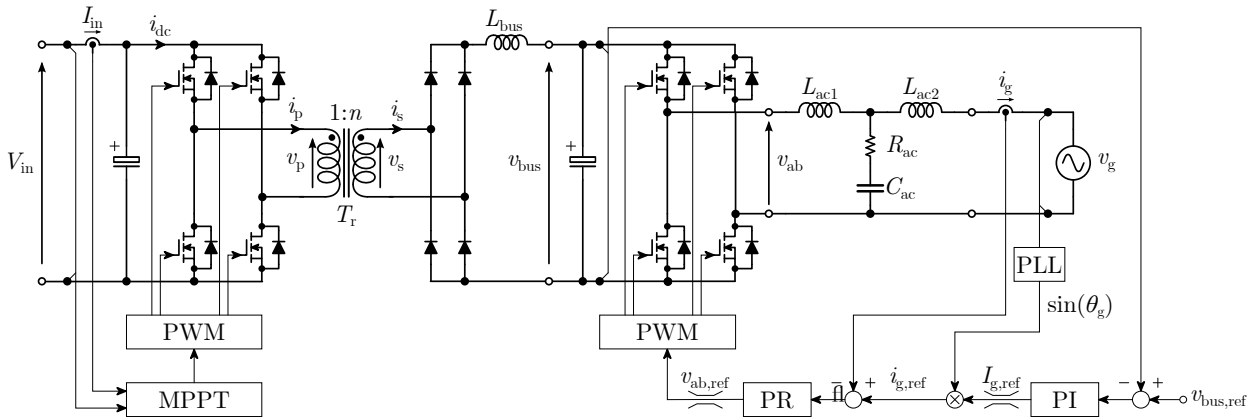 I_in
i_dc
L_bus
L_ac1
L_ac2
i_g
+
i_p
1:n
i_s
+
R_ac
V_in
v_p
v_s
v_bus
v_ab
v_g
C_ac
T_r
PLL
sin(θ_g)
PWM
PWM
v_ab,ref
i_g,ref
I_g,ref
MPPT
PR
−
+
PI
−
+
v_bus,ref